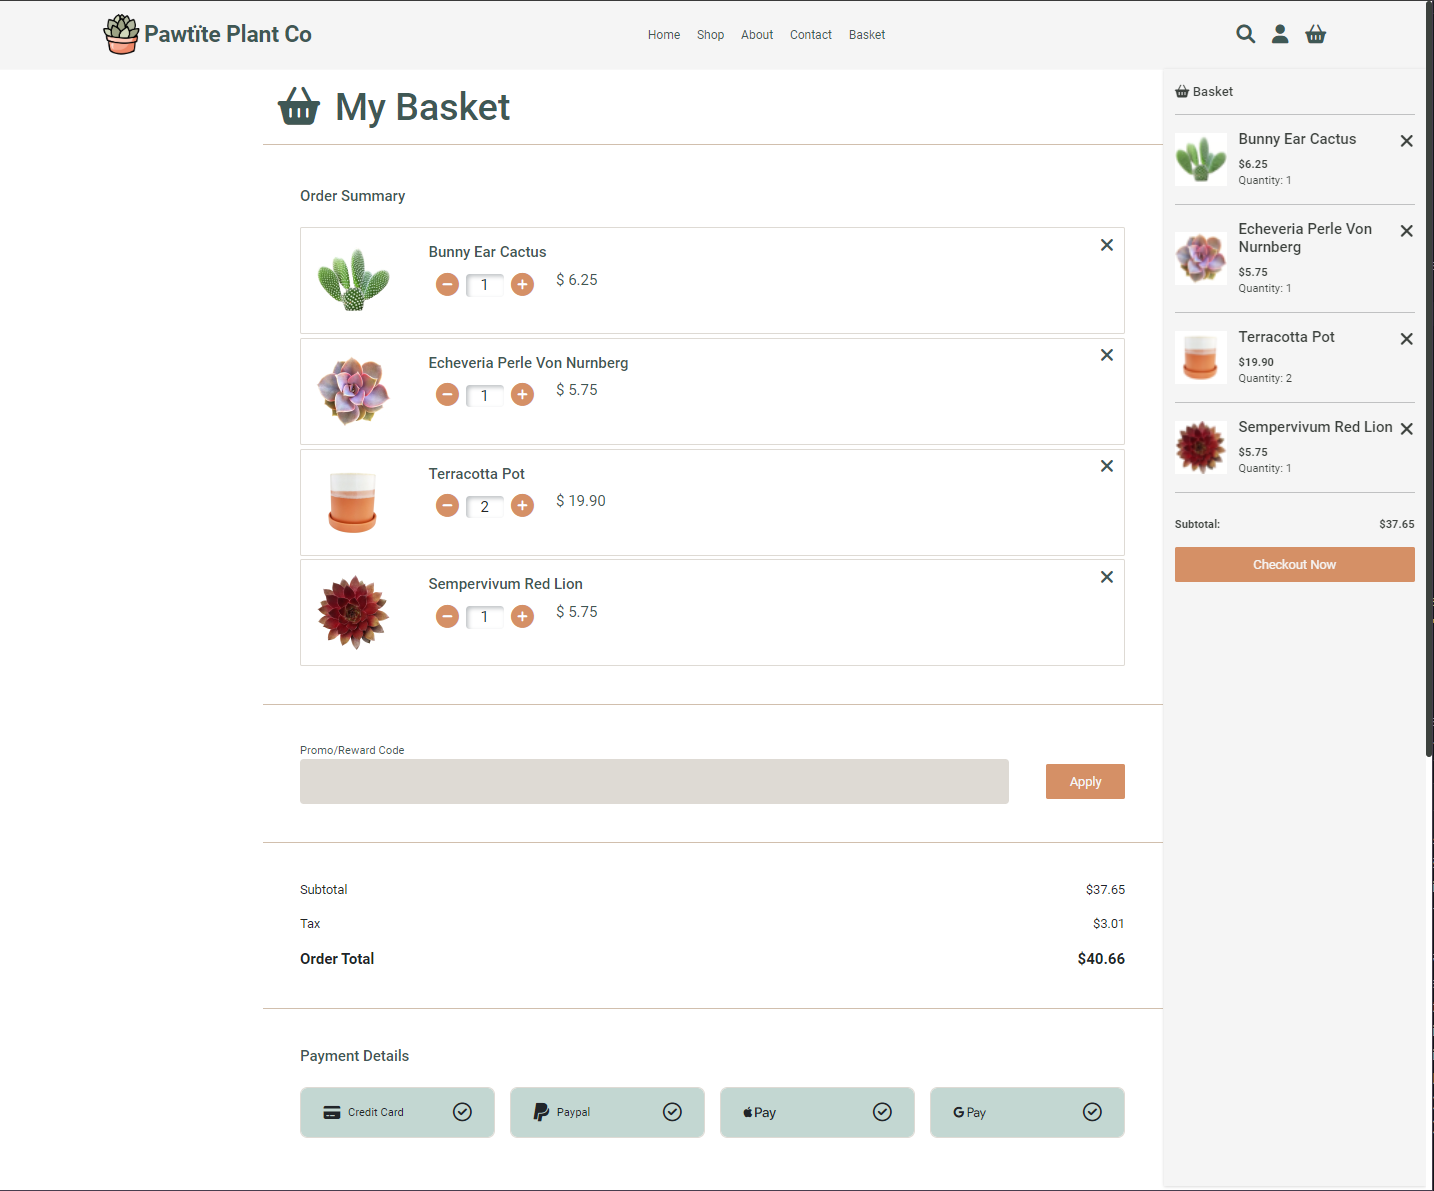 Pawtïte Plant Co
Home Shop About Contact Basket
My Basket
Order Summary
Bunny Ear Cactus
1
$ 6.25
Echeveria Perle Von Nurnberg
1
$ 5.75
Terracotta Pot
2
$ 19.90
Sempervivum Red Lion
1
$ 5.75
Promo/Reward Code
Apply
Subtotal $37.65
Tax $3.01
Order Total $40.66
Payment Details
Credit Card
Paypal
Pay
G Pay
Basket
Bunny Ear Cactus
$6.25
Quantity: 1
Echeveria Perle Von
Nurnberg
$5.75
Quantity: 1
Terracotta Pot
$19.90
Quantity: 2
Sempervivum Red Lion
$5.75
Quantity: 1
Subtotal: $37.65
Checkout Now